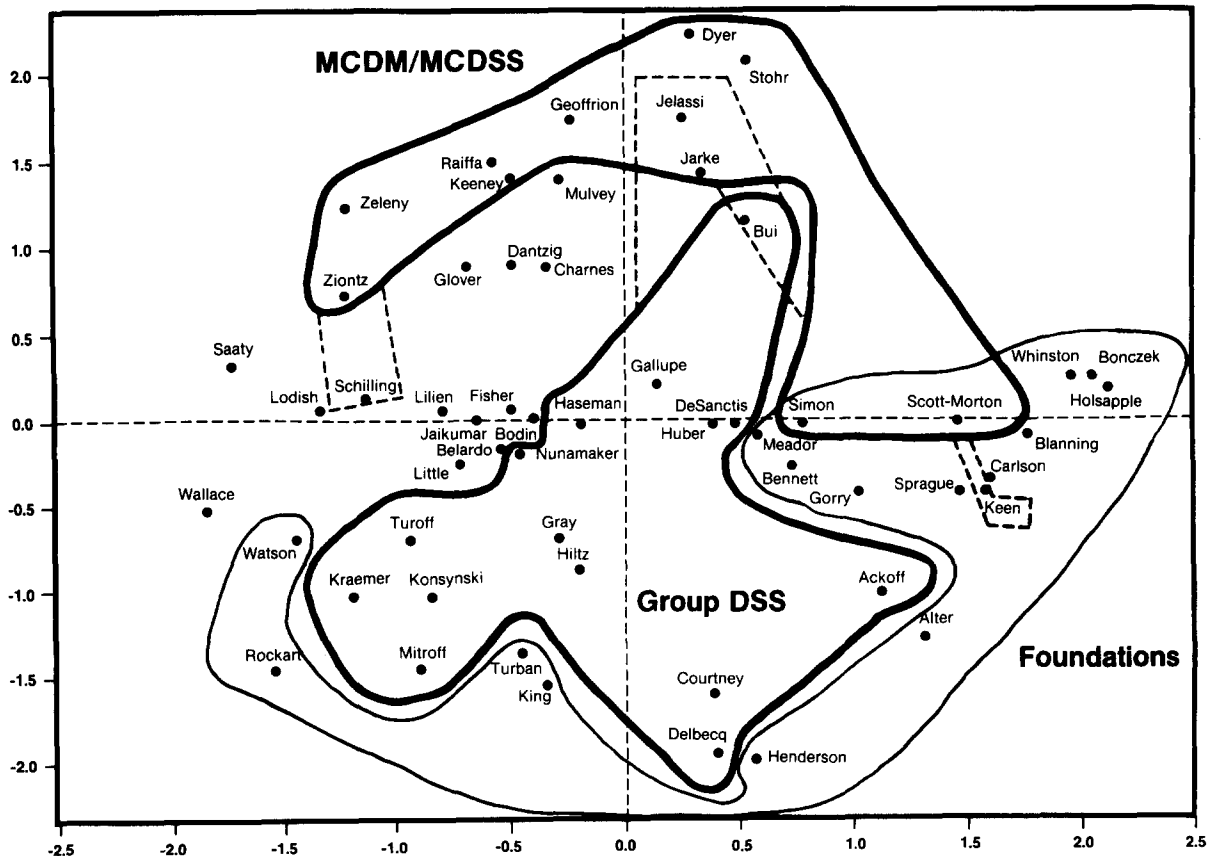 Dyer
MCDM/MCDSS
2.0
Stohr
Geoffrion
Jelassi
1.5
Raiffa
Jarke
Keeney
Mulvey
Zeleny
Bui
1.0
Dantzig
Glover
Charnes
Ziontz
0.5
Saaty
Gallupe
Whinston
Bonczek
Schilling
Lodish
Lilien
Fisher
Haseman
DeSanctis
Simon
Scott-Morton
Holsapple
0.0
Jaikumar
Bodin
Huber
Meador
Blanning
Belardo
Nunamaker
Little
Bennett
Carlson
Gorry
Sprague
Keen
Wallace
-0.5
Turoff
Gray
Watson
Hiltz
Kraemer
Konsynski
Ackoff
-1.0
Group DSS
Alter
Mitroff
Rockart
Turban
Foundations
-1.5
King
Courtney
Delbecq
Henderson
-2.0
-2.5
-2.0
-1.5
-1.0
-0.5
0.0
0.5
1.0
1.5
2.0
2.5